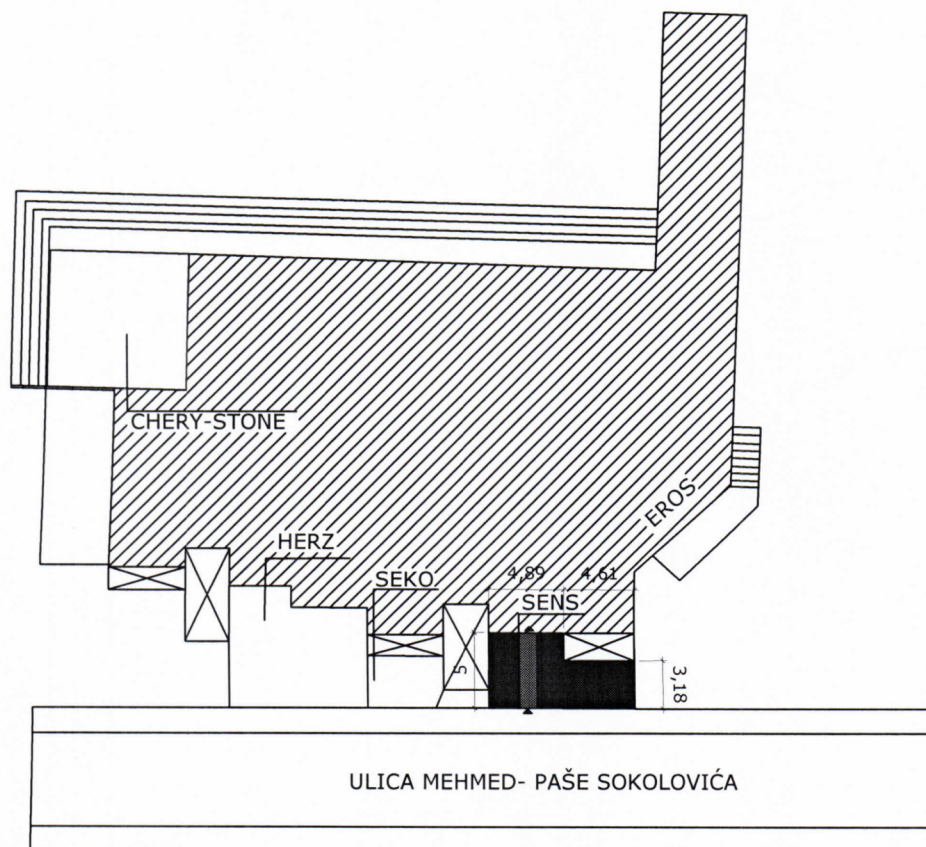 CHERY-STONE
EROS
HERZ
SEKO
4,89
4,61
SENS
5
3,18
ULICA MEHMED- PAŠE SOKOLOVIĆA